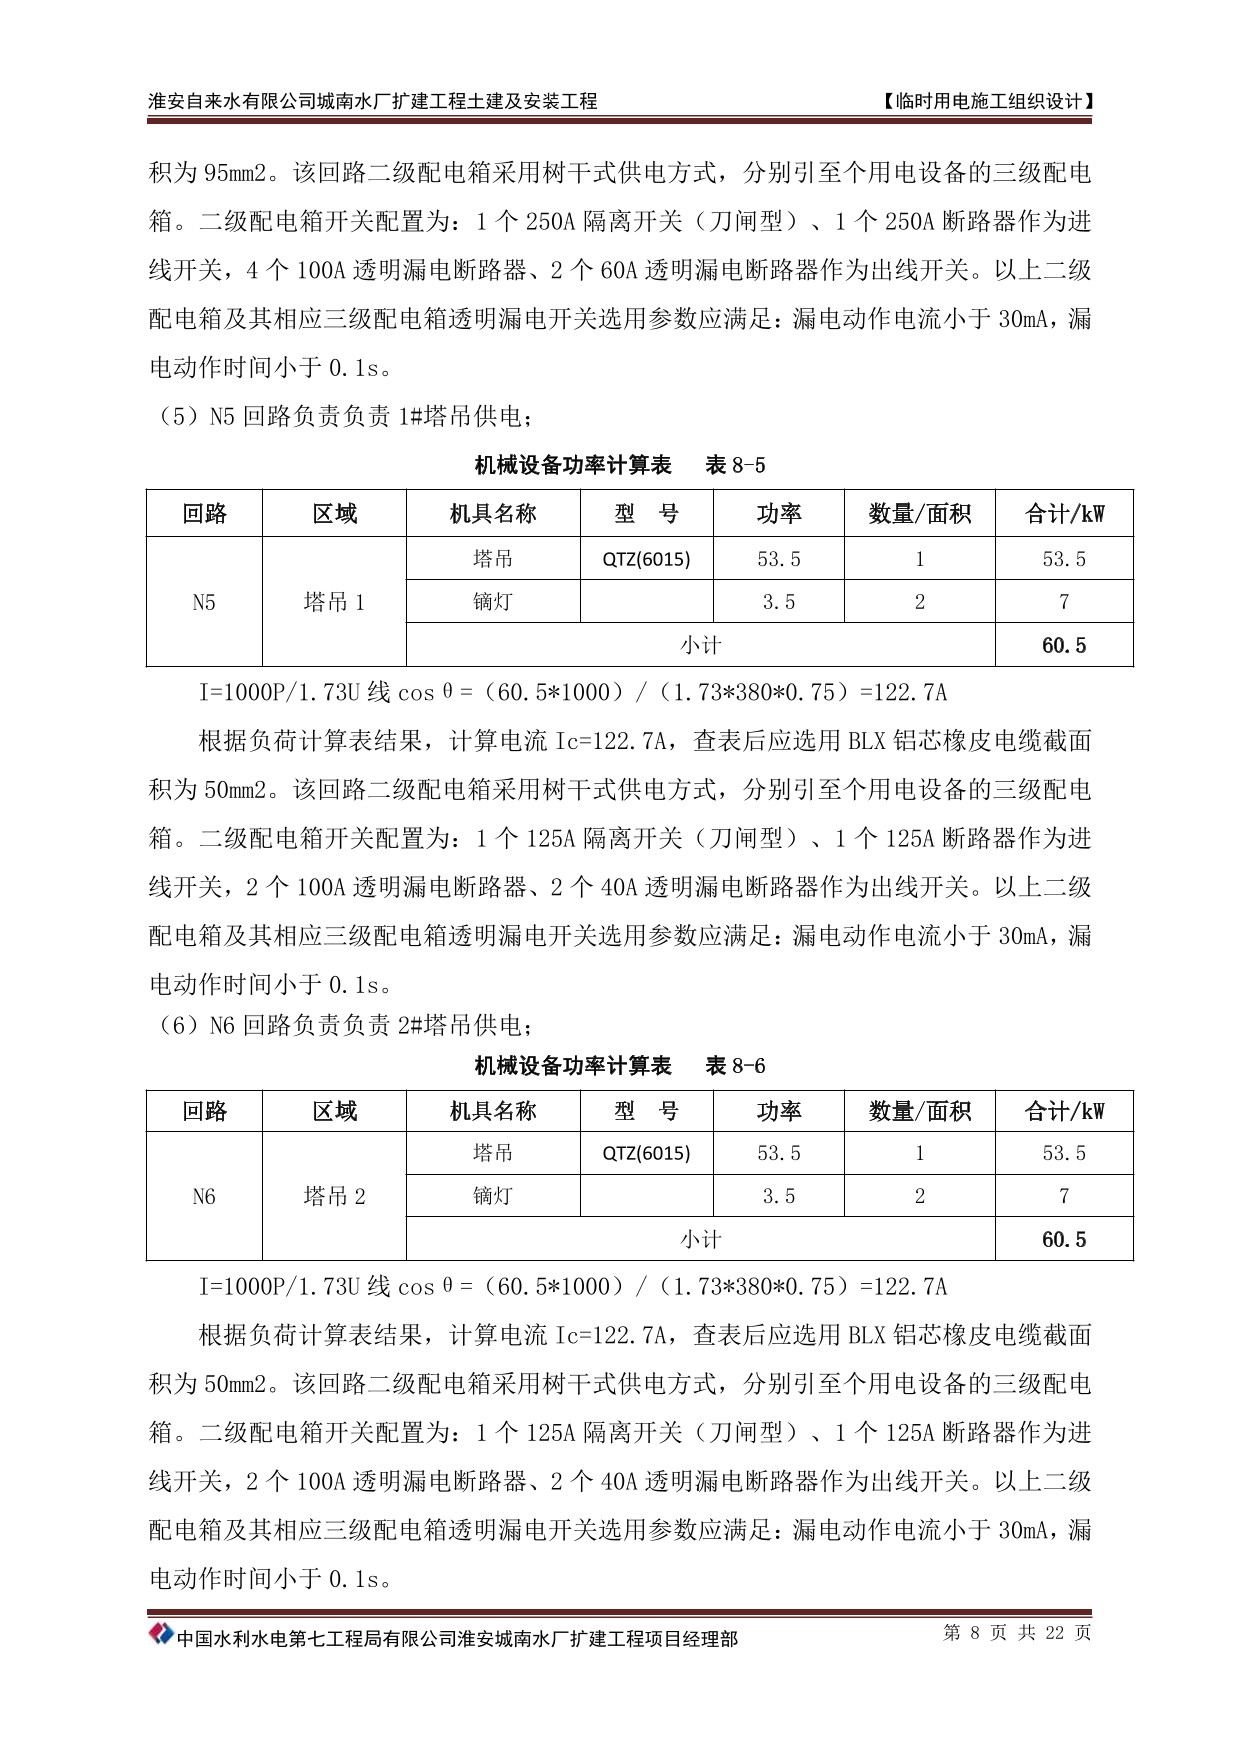 淮安自来水有限公司城南水厂扩建工程土建及安装工程 【临时用电施工组织设计】
积为 95mm2。该回路二级配电箱采用树干式供电方式，分别引至个用电设备的三级配电
箱。二级配电箱开关配置为：1 个 250A 隔离开关（刀闸型）、1 个 250A 断路器作为进
线开关，4 个 100A 透明漏电断路器、2 个 60A 透明漏电断路器作为出线开关。以上二级
配电箱及其相应三级配电箱透明漏电开关选用参数应满足：漏电动作电流小于 30mA，漏
电动作时间小于 0.1s。
（5）N5 回路负责负责 1#塔吊供电；
机械设备功率计算表 表 8-5
回路 区域 机具名称 型 号 功率 数量/面积 合计/kW
N5 塔吊 1 塔吊 QTZ(6015) 53.5 1 53.5
镝灯 3.5 2 7
小计 60.5
I=1000P/1.73U 线 cosθ=（60.5*1000）/（1.73*380*0.75）=122.7A
根据负荷计算表结果，计算电流 Ic=122.7A，查表后应选用 BLX 铝芯橡皮电缆截面
积为 50mm2。该回路二级配电箱采用树干式供电方式，分别引至个用电设备的三级配电
箱。二级配电箱开关配置为：1 个 125A 隔离开关（刀闸型）、1 个 125A 断路器作为进
线开关，2 个 100A 透明漏电断路器、2 个 40A 透明漏电断路器作为出线开关。以上二级
配电箱及其相应三级配电箱透明漏电开关选用参数应满足：漏电动作电流小于 30mA，漏
电动作时间小于 0.1s。
（6）N6 回路负责负责 2#塔吊供电；
机械设备功率计算表 表 8-6
回路 区域 机具名称 型 号 功率 数量/面积 合计/kW
N6 塔吊 2 塔吊 QTZ(6015) 53.5 1 53.5
镝灯 3.5 2 7
小计 60.5
I=1000P/1.73U 线 cosθ=（60.5*1000）/（1.73*380*0.75）=122.7A
根据负荷计算表结果，计算电流 Ic=122.7A，查表后应选用 BLX 铝芯橡皮电缆截面
积为 50mm2。该回路二级配电箱采用树干式供电方式，分别引至个用电设备的三级配电
箱。二级配电箱开关配置为：1 个 125A 隔离开关（刀闸型）、1 个 125A 断路器作为进
线开关，2 个 100A 透明漏电断路器、2 个 40A 透明漏电断路器作为出线开关。以上二级
配电箱及其相应三级配电箱透明漏电开关选用参数应满足：漏电动作电流小于 30mA，漏
电动作时间小于 0.1s。
中国水利水电第七工程局有限公司淮安城南水厂扩建工程项目经理部 第 8 页 共 22 页